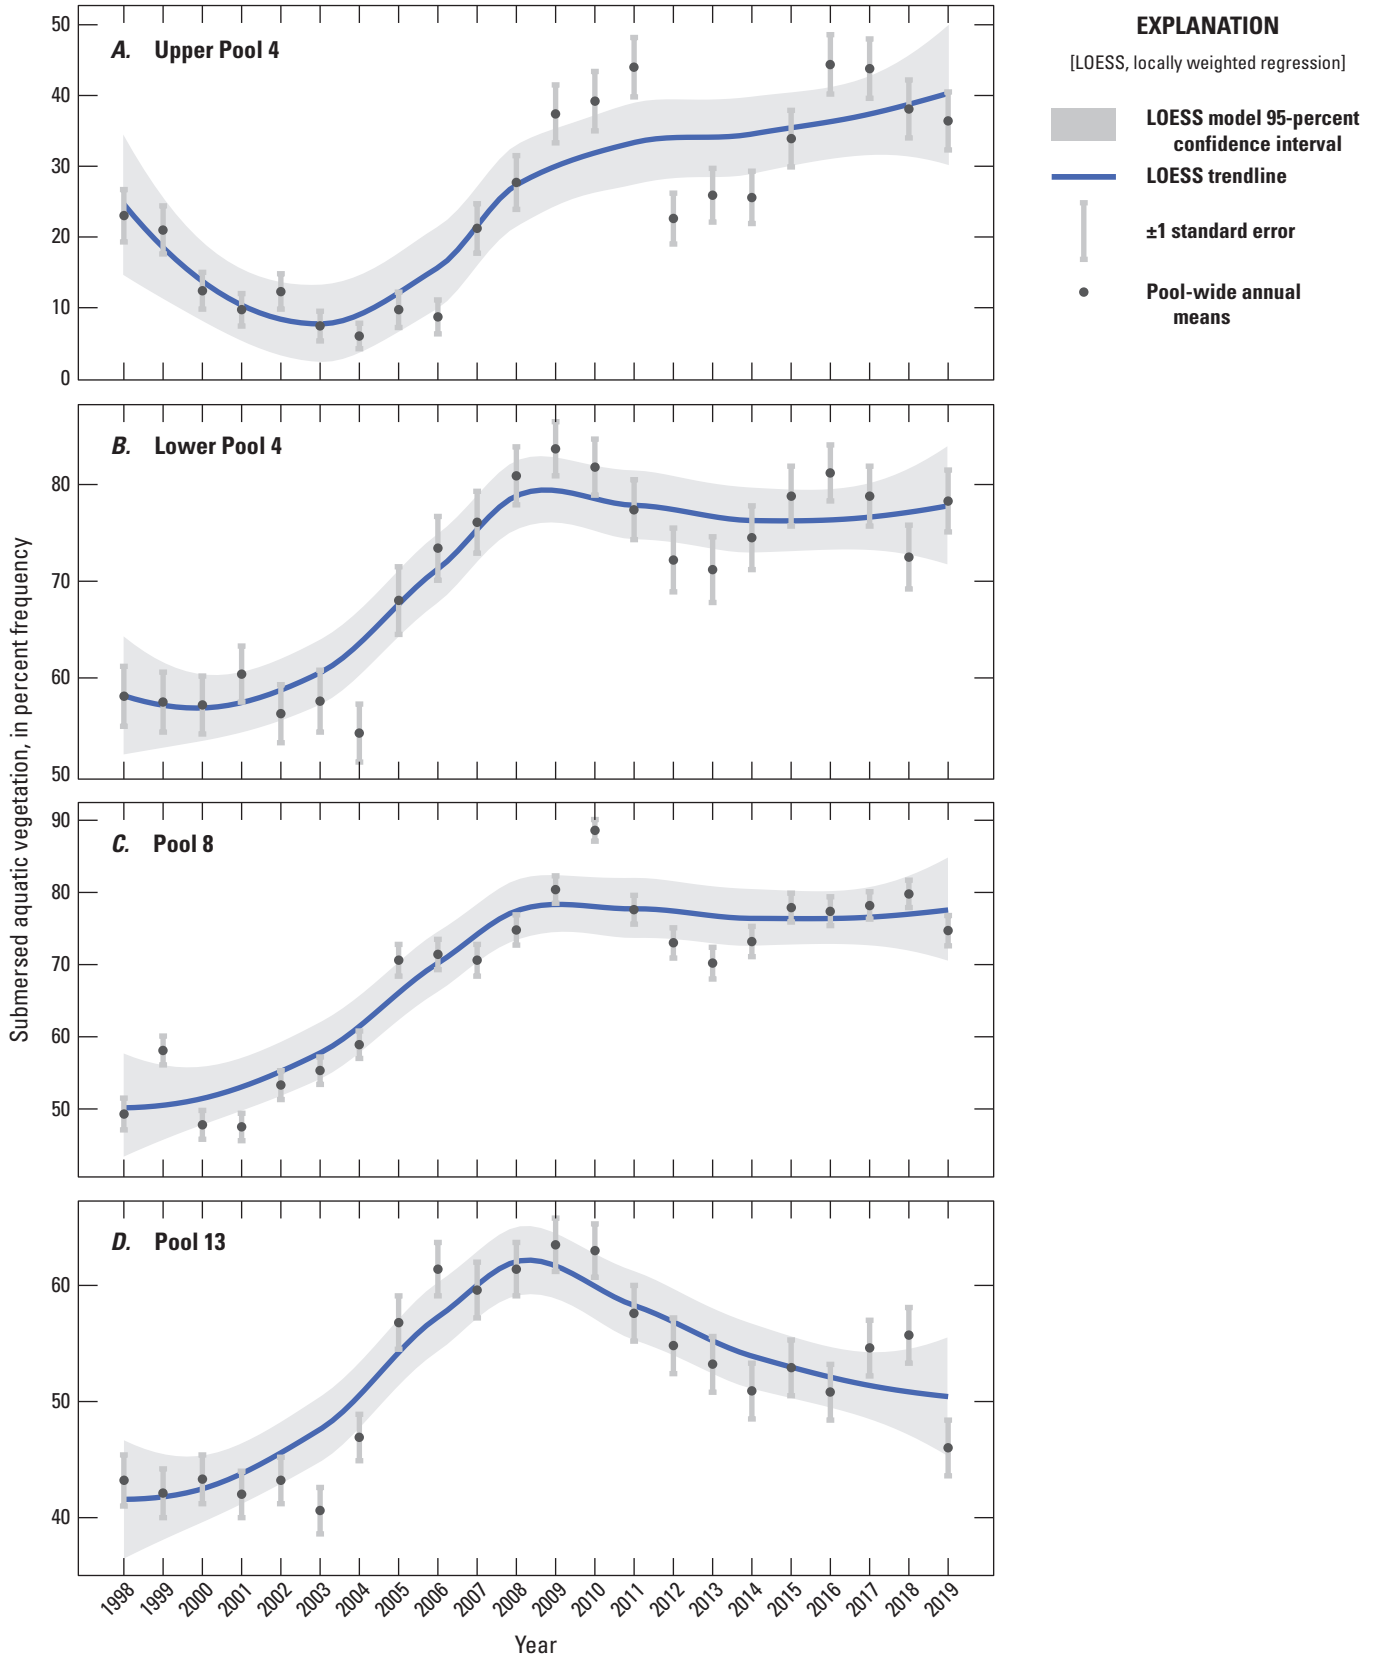 A. Upper Pool 4
50
40
30
20
10
0
B. Lower Pool 4
80
70
60
50
C. Pool 8
90
80
70
60
50
D. Pool 13
60
50
40
Submersed aquatic vegetation, in percent frequency
1998 1999 2000 2001 2002 2003 2004 2005 2006 2007 2008 2009 2010 2011 2012 2013 2014 2015 2016 2017 2018 2019
Year
EXPLANATION
[LOESS, locally weighted regression]
LOESS model 95-percent
confidence interval
LOESS trendline
±1 standard error
Pool-wide annual
means